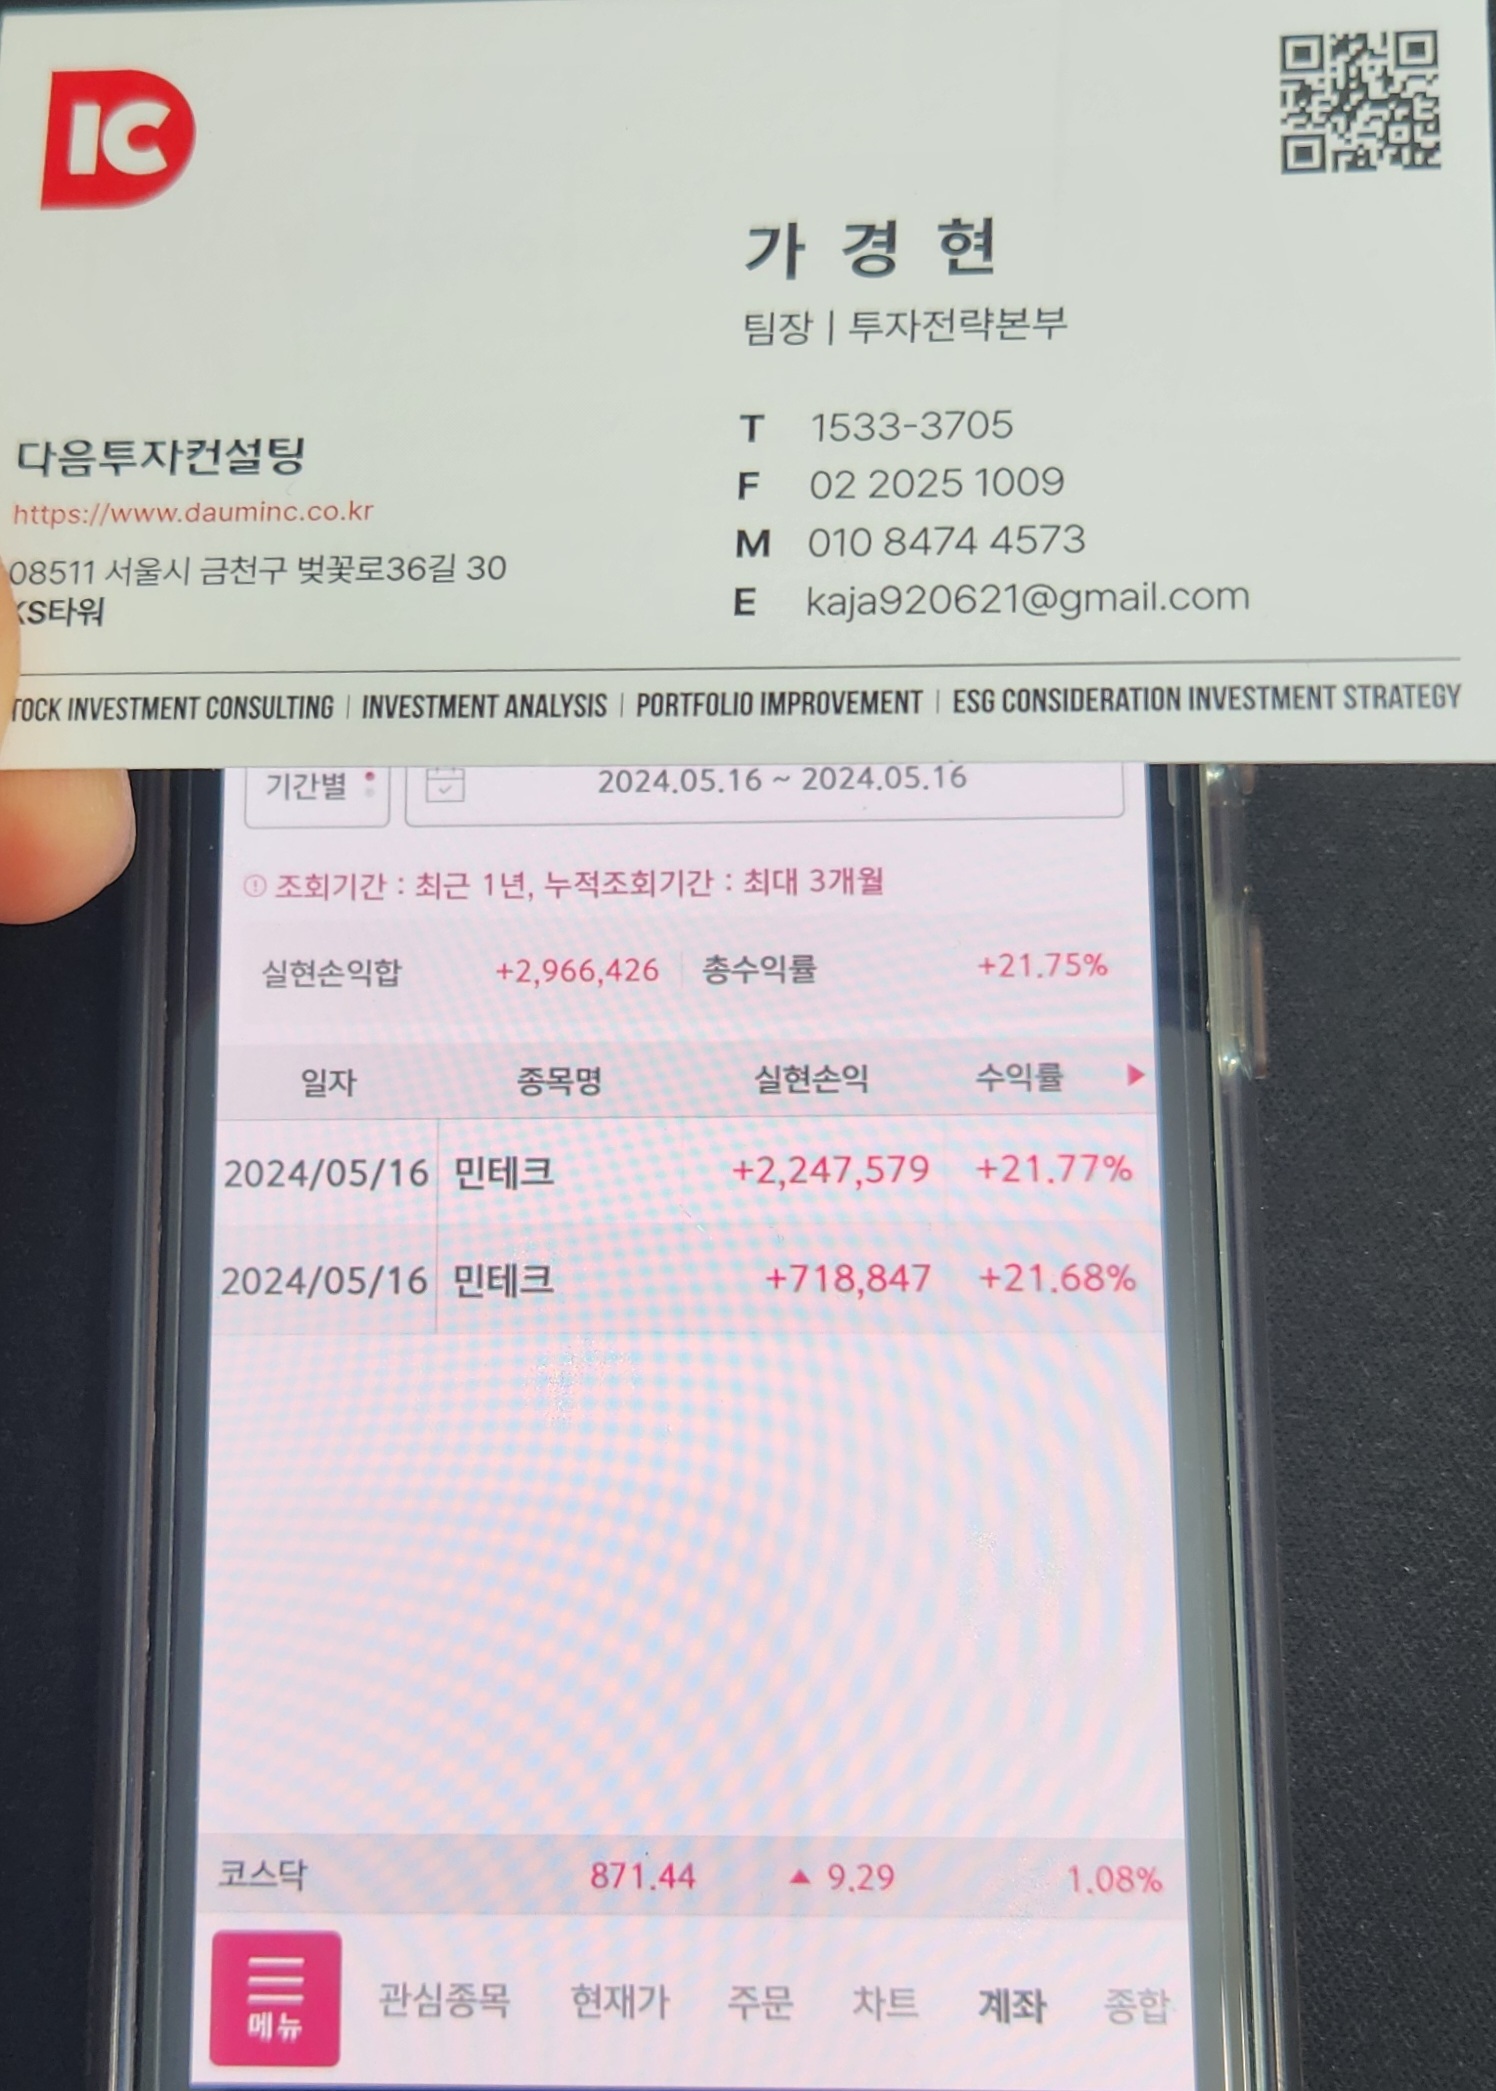 IC
가경현
팀장 | 투자전략본부
다음투자컨설팅
https://www.dauminc.co.kr
08511 서울시 금천구 벚꽃로36길 30
KS타워
T 1533-3705
F 02 2025 1009
M 010 8474 4573
E kaja920621@gmail.com
TOCK INVESTMENT CONSULTING | INVESTMENT ANALYSIS | PORTFOLIO IMPROVEMENT | ESG CONSIDERATION INVESTMENT STRATEGY
기간별 2024.05.16 ~ 2024.05.16
조회기간 : 최근 1년, 누적조회기간 : 최대 3개월
실현손익합 +2,966,426 총수익률 +21.75%
일자 종목명 실현손익 수익률
2024/05/16 민테크 +2,247,579 +21.77%
2024/05/16 민테크 +718,847 +21.68%
코스닥 871.44 ▲ 9.29 1.08%
메뉴 관심종목 현재가 주문 차트 계좌 종합